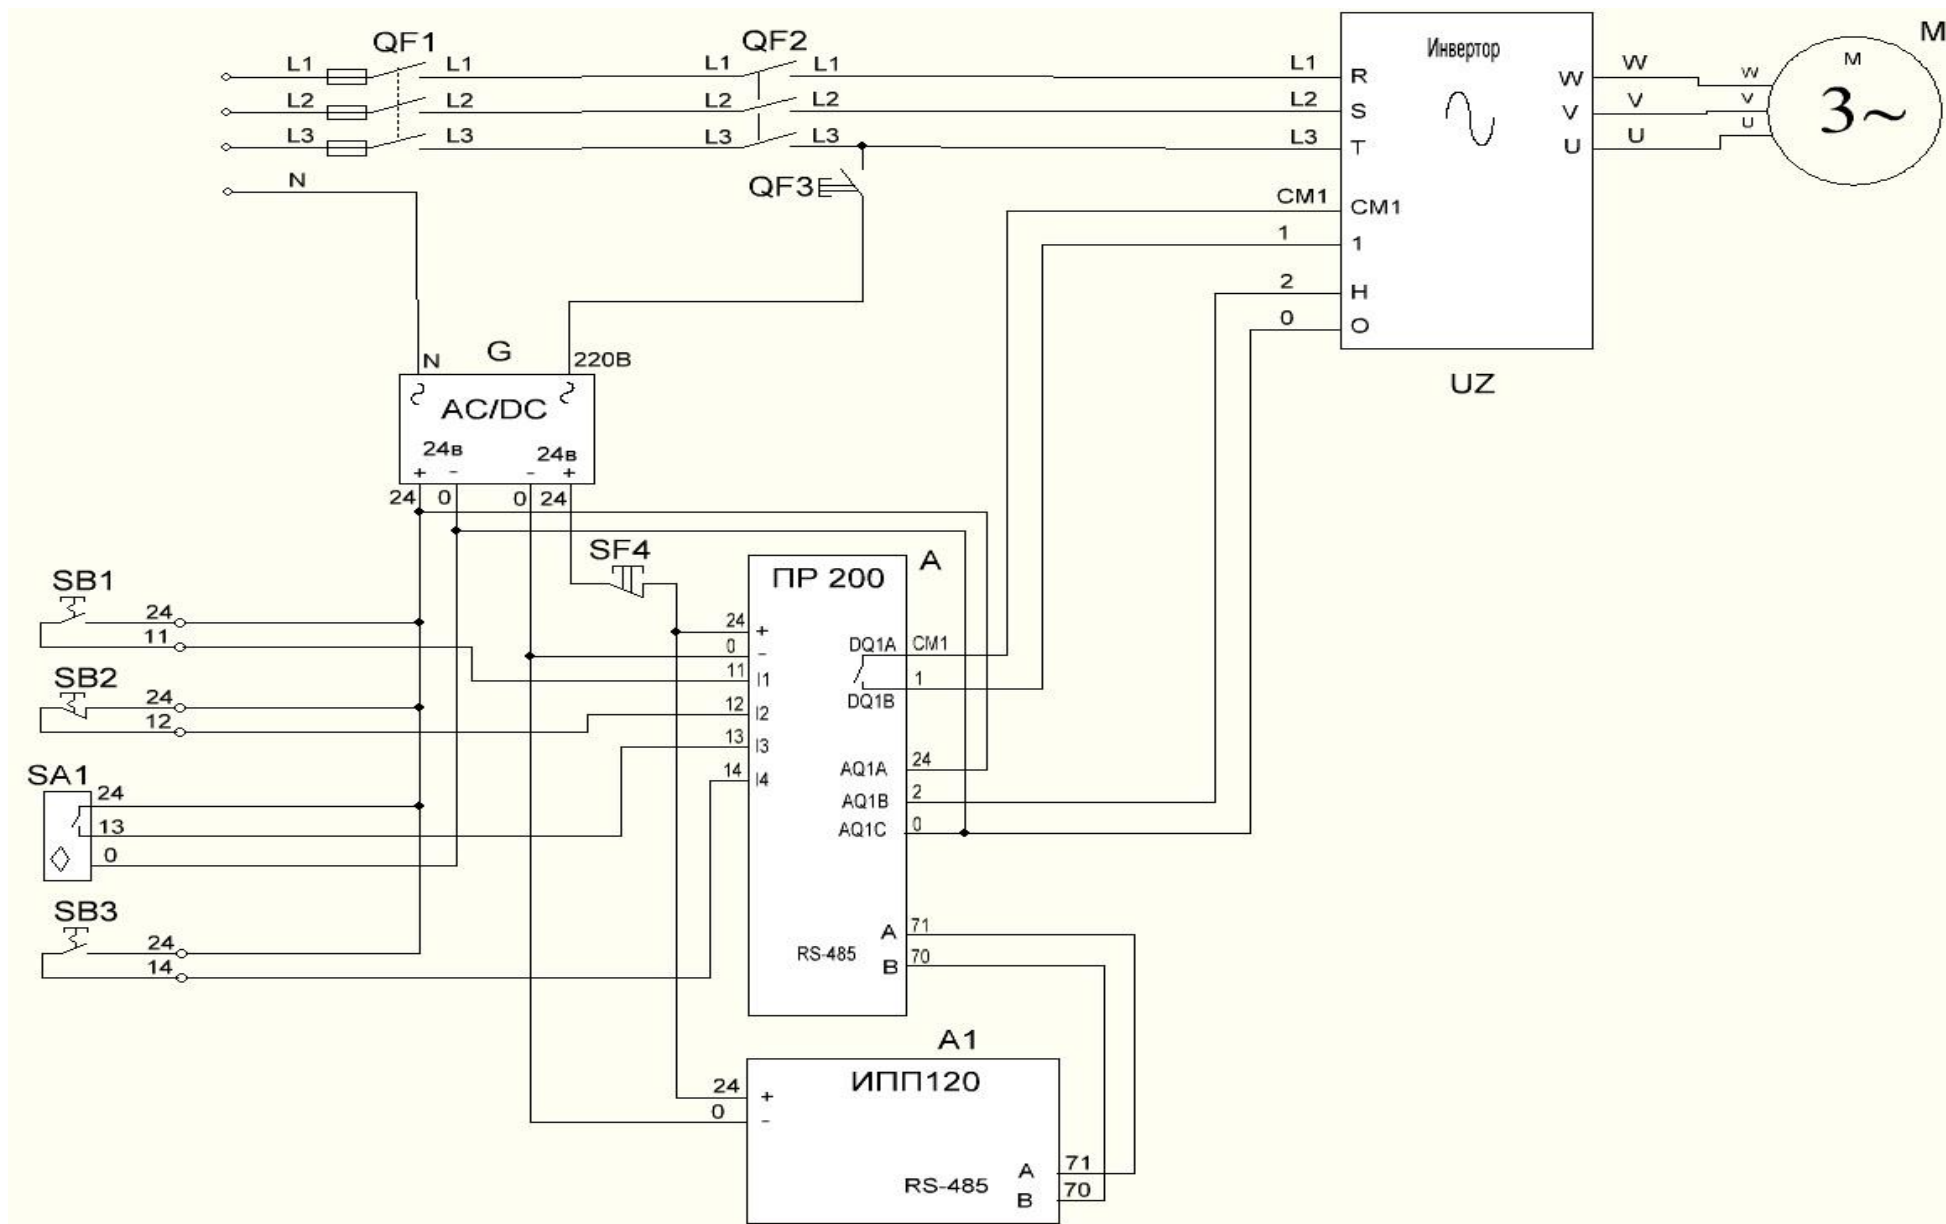 QF1
QF2
M
L1
L1
L1
L1
L1
L2
L2
L2
L2
L2
L3
L3
L3
L3
L3
N
QF3
Инвертор
R
S
T
W
V
U
W
V
U
W
V
U
M
3~
CM1
CM1
1
1
2
H
0
O
UZ
G
N
220В
AC/DC
24в
24в
+
-
-
+
24
0
0
24
SF4
A
SB1
24
11
SB2
24
12
SA1
24
13
0
SB3
24
14
ПР 200
24
+
0
-
11
I1
12
I2
13
I3
14
I4
DQ1A
CM1
1
DQ1B
AQ1A
24
AQ1B
2
AQ1C
0
A
71
RS-485
B
70
A1
ИПП120
24
+
0
-
A
71
RS-485
B
70